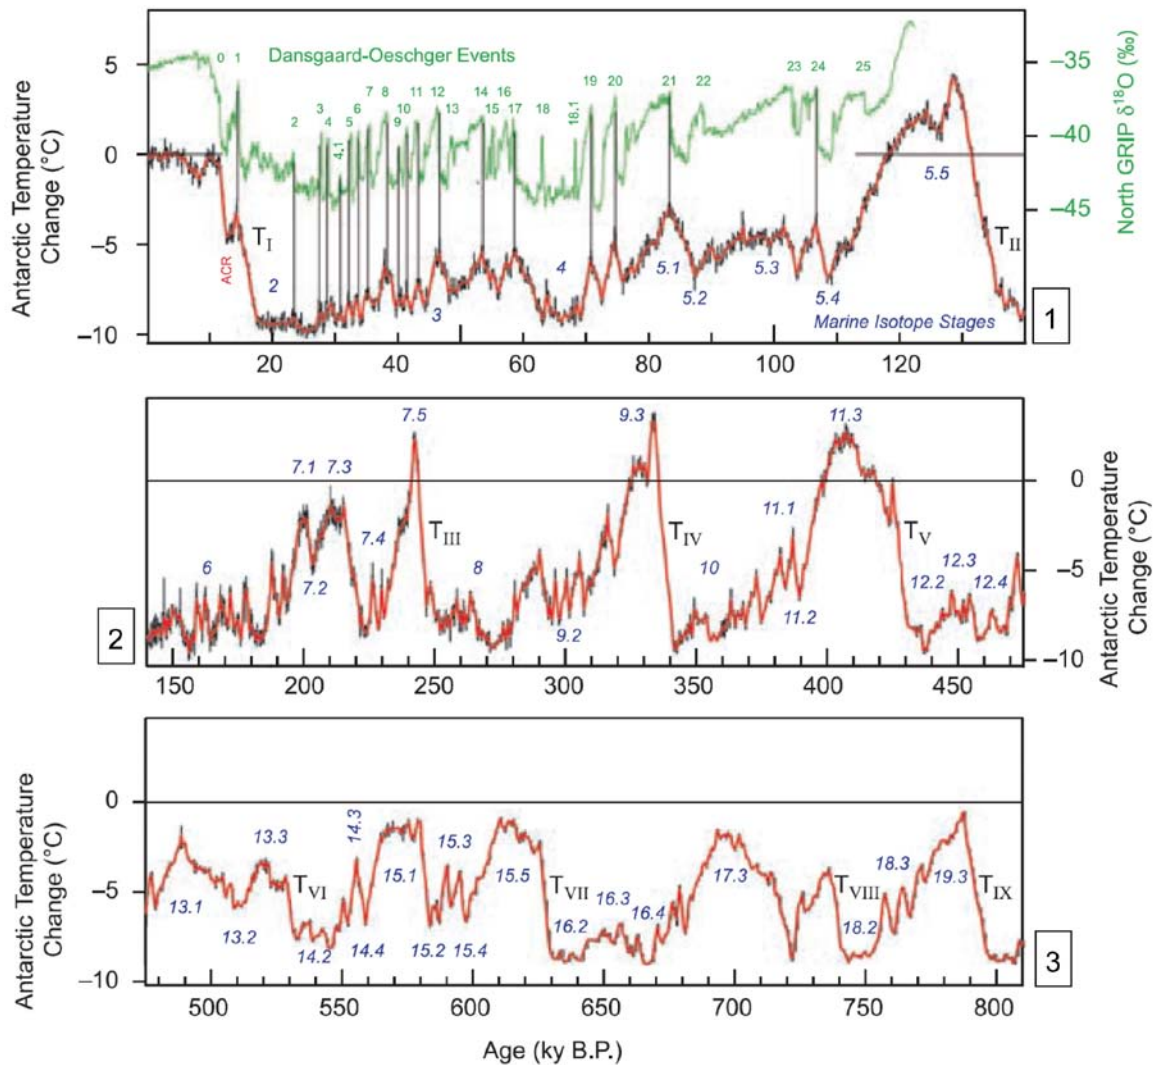 Dansgaard-Oeschger Events
0 1 2 3 4 4.1 5 6 7 8 9 10 11 12 13 14 15 16 17 18 18.1 19 20 21 22 23 24 25
Antarctic Temperature
Change (°C)
5
0
−5
−10
North GRIP δ18O (‰)
−35
−40
−45
ACR
TI
TII
2
3
4
5.1
5.2
5.3
5.4
5.5
Marine Isotope Stages
1
20 40 60 80 100 120
7.1
7.3
7.5
9.3
11.3
6
7.2
7.4
TIII
8
9.2
TIV
10
11.1
11.2
TV
12.2
12.3
12.4
0
−5
−10
Antarctic Temperature
Change (°C)
2
150 200 250 300 350 400 450
Antarctic Temperature
Change (°C)
0
−5
−10
13.1
13.2
13.3
TVI
14.2
14.3
14.4
15.1
15.2
15.3
15.4
15.5
TVII
16.2
16.3
16.4
17.3
TVIII
18.2
18.3
19.3
TIX
3
500 550 600 650 700 750 800
Age (ky B.P.)